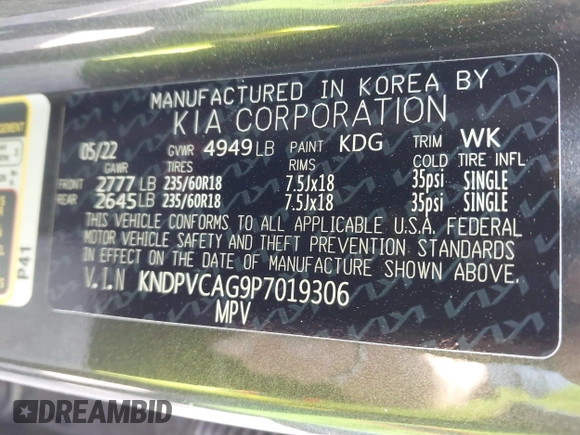 MANUFACTURED IN KOREA BY
KIA CORPORATION
05/22 GVWR 4949 LB PAINT KDG TRIM WK
GAWR TIRES RIMS COLD TIRE INFL
FRONT 2777 LB 235/60R18 7.5Jx18 35psi SINGLE
REAR 2645 LB 235/60R18 7.5Jx18 35psi SINGLE
THIS VEHICLE CONFORMS TO ALL APPLICABLE U.S.A. FEDERAL
MOTOR VEHICLE SAFETY AND THEFT PREVENTION STANDARDS
IN EFFECT ON THE DATE OF MANUFACTURE SHOWN ABOVE.
V.I.N KNDPVCAG9P7019306
MPV
P41
DREAMBID